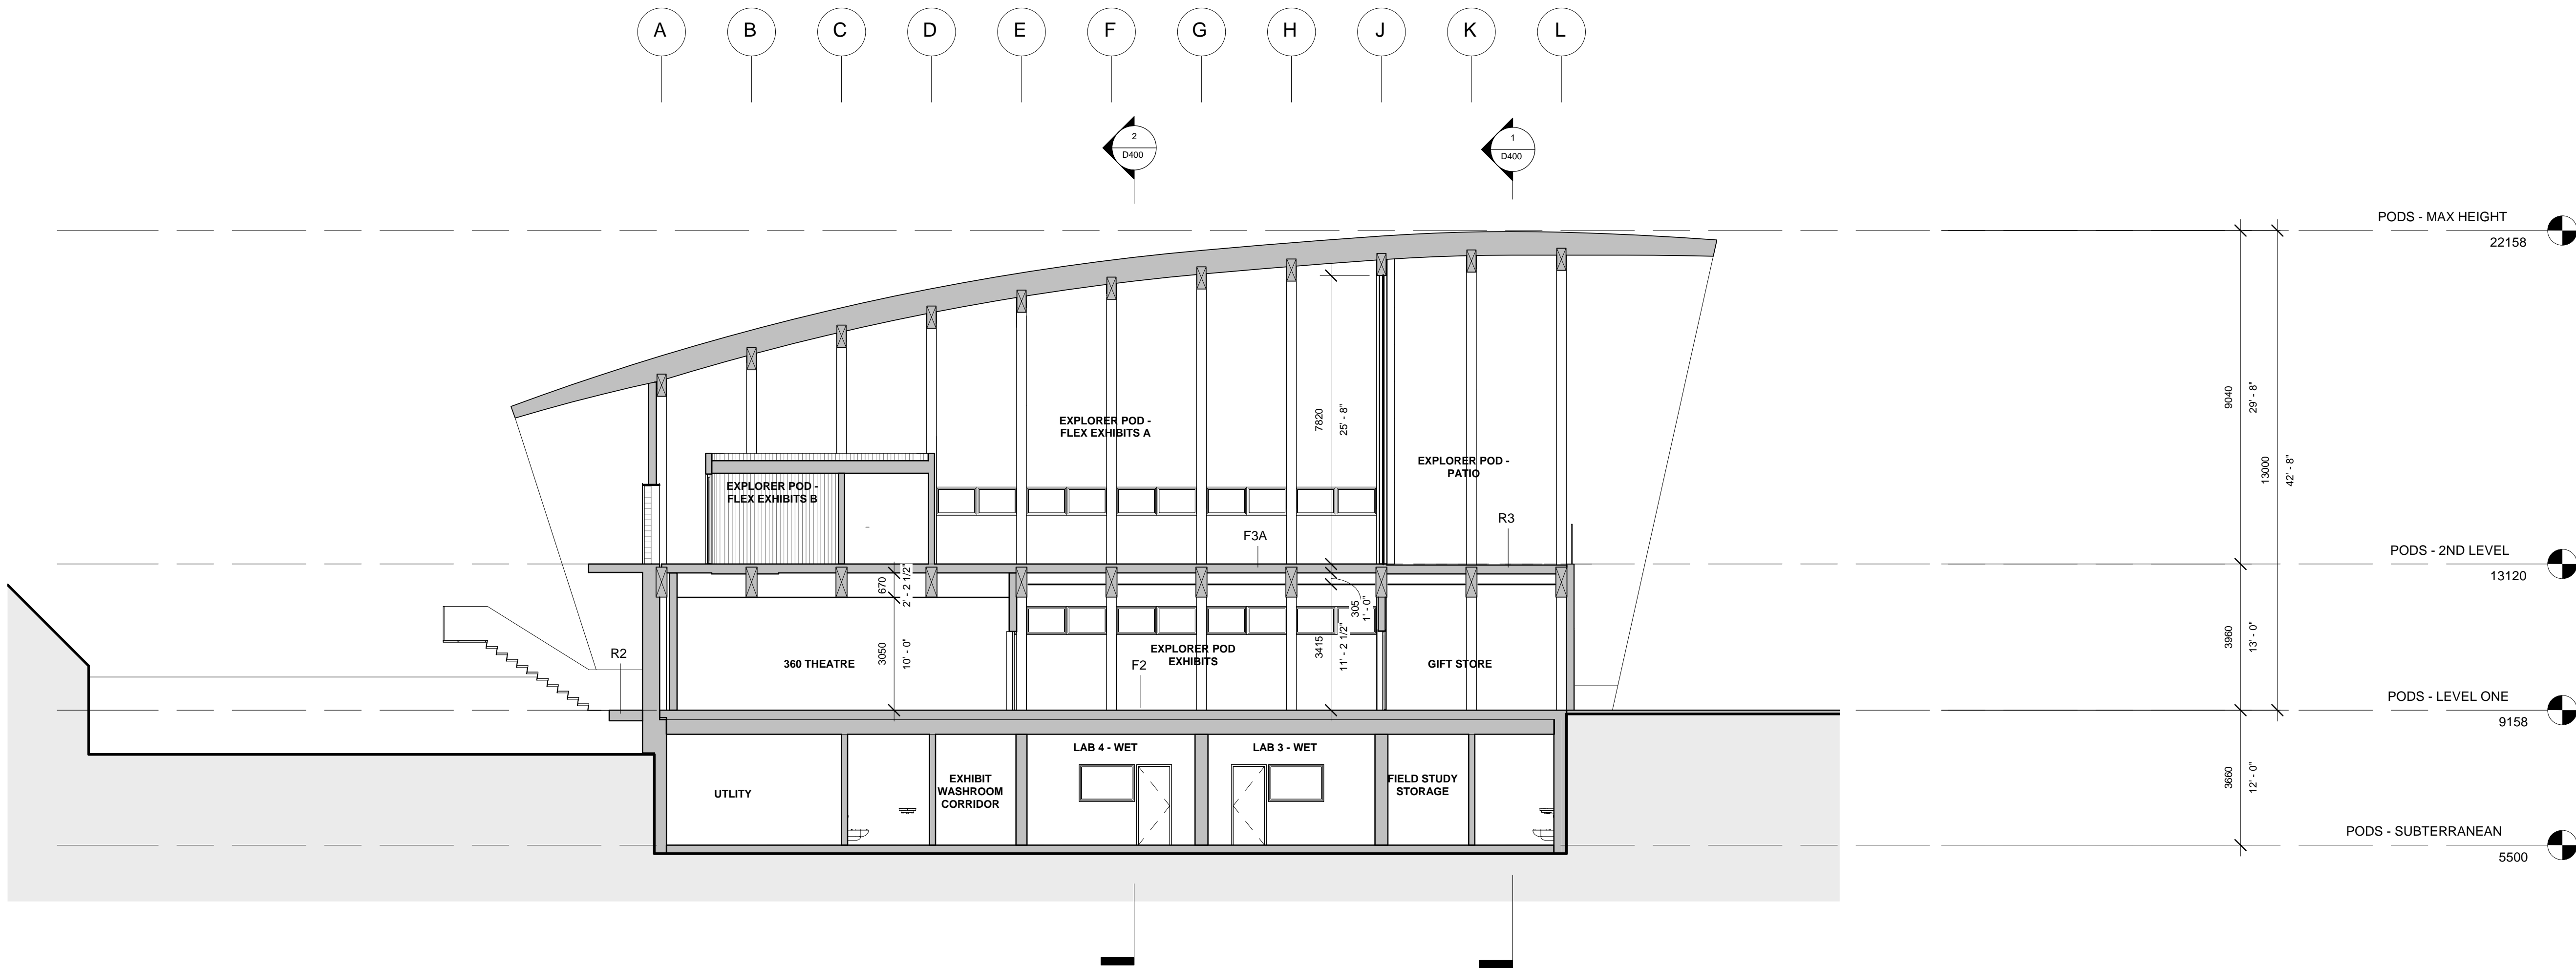 A
B
C
D
E
F
G
H
J
K
L
2
D400
1
D400
PODS - MAX HEIGHT
22158
EXPLORER POD -
FLEX EXHIBITS A
7820
25' - 8"
EXPLORER POD -
PATIO
EXPLORER POD -
FLEX EXHIBITS B
9040
29' - 8"
13000
42' - 8"
F3A
R3
PODS - 2ND LEVEL
13120
670
2' - 2 1/2"
305
1' - 0"
R2
360 THEATRE
3050
10' - 0"
F2
EXPLORER POD
EXHIBITS
3415
11' - 2 1/2"
GIFT STORE
3960
13' - 0"
PODS - LEVEL ONE
9158
UTLITY
EXHIBIT
WASHROOM
CORRIDOR
LAB 4 - WET
LAB 3 - WET
FIELD STUDY
STORAGE
3660
12' - 0"
PODS - SUBTERRANEAN
5500